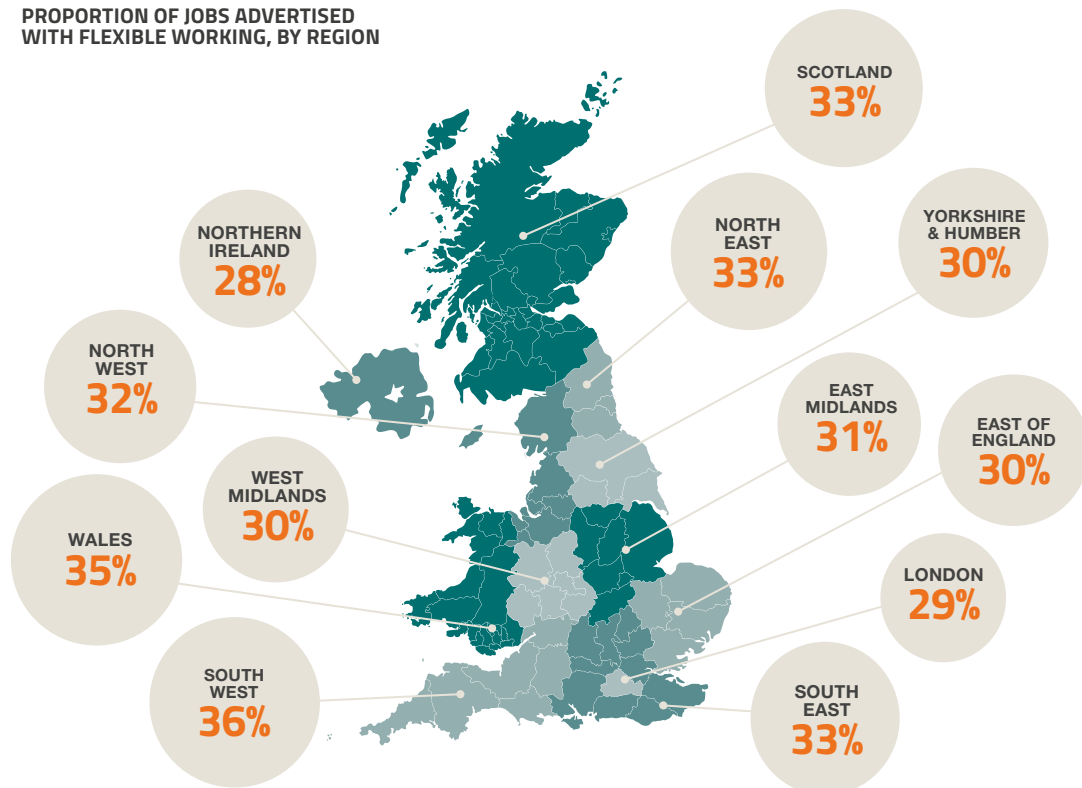 PROPORTION OF JOBS ADVERTISED
WITH FLEXIBLE WORKING, BY REGION
SCOTLAND
33%
NORTHERN
IRELAND
28%
NORTH
EAST
33%
YORKSHIRE
& HUMBER
30%
NORTH
WEST
32%
EAST
MIDLANDS
31%
EAST OF
ENGLAND
30%
WEST
MIDLANDS
30%
WALES
35%
LONDON
29%
SOUTH
WEST
36%
SOUTH
EAST
33%